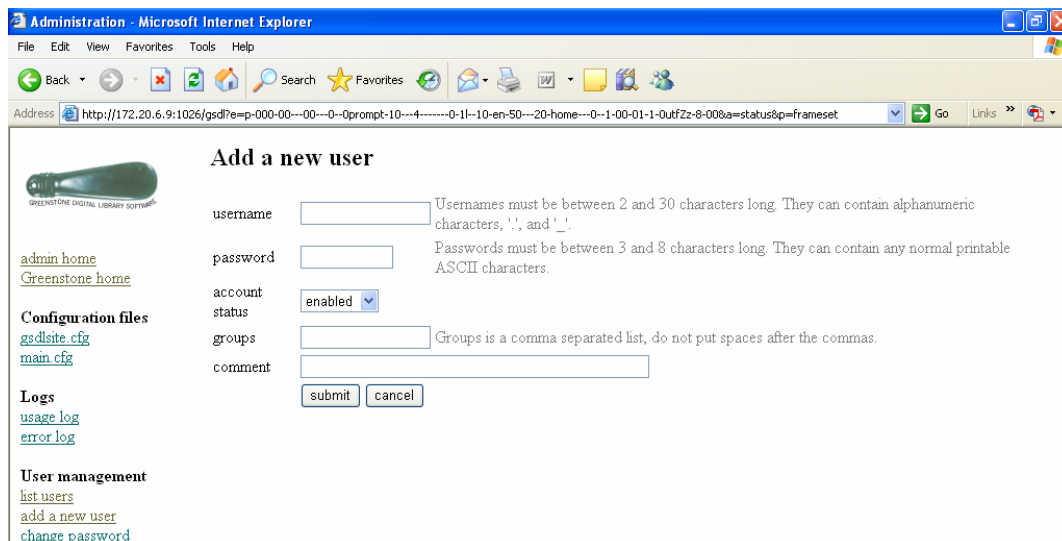 Administration - Microsoft Internet Explorer
File Edit View Favorites Tools Help
Back Search Favorites
Address http://172.20.6.9:1026/gsdl?e=p-000-00---00---0--0prompt-10---4-------0-1l--10-en-50---20-home---0--1-00-01-1-0utfZz-8-00&a=status&p=frameset Go Links »
GREENSTONE DIGITAL LIBRARY SOFTWARE
admin home
Greenstone home
Configuration files
gsdlsite.cfg
main.cfg
Logs
usage log
error log
User management
list users
add a new user
change password
Add a new user
username Usernames must be between 2 and 30 characters long. They can contain alphanumeric
characters, '.', and '_'.
password Passwords must be between 3 and 8 characters long. They can contain any normal printable
ASCII characters.
account
status enabled
groups Groups is a comma separated list, do not put spaces after the commas.
comment
submit cancel